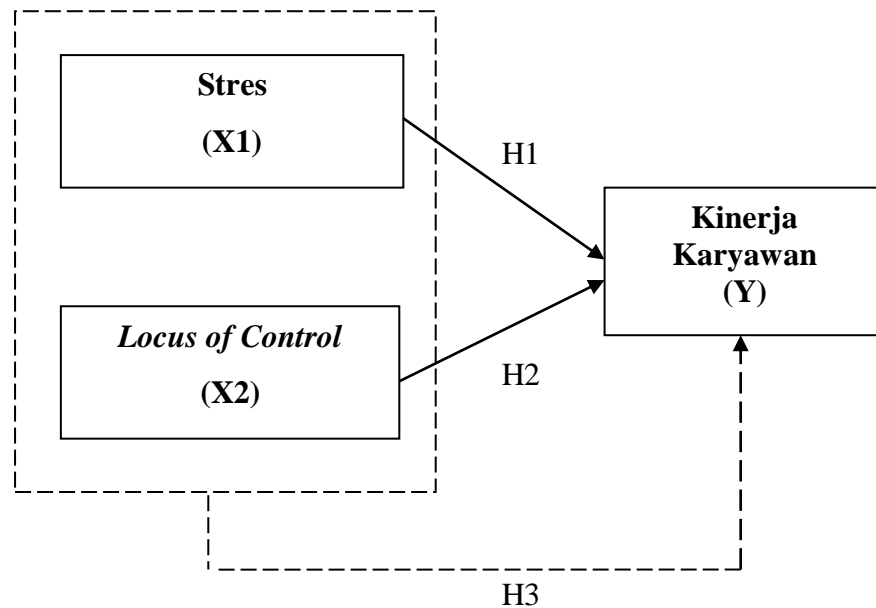 Stres
(X1)
H1
Kinerja
Karyawan
(Y)
Locus of Control
(X2)
H2
H3